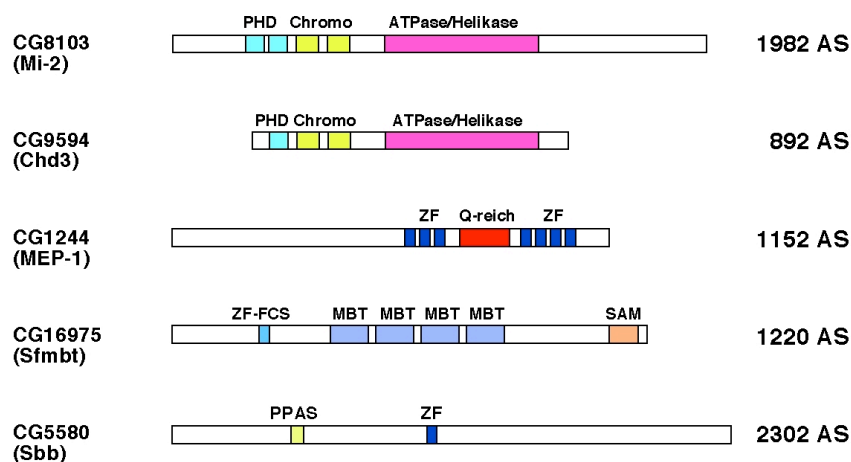 PHD Chromo ATPase/Helikase
CG8103 1982 AS
(Mi-2)
PHD Chromo ATPase/Helikase
CG9594 892 AS
(Chd3)
ZF Q-reich ZF
CG1244 1152 AS
(MEP-1)
ZF-FCS MBT MBT MBT MBT SAM
CG16975 1220 AS
(Sfmbt)
PPAS ZF
CG5580 2302 AS
(Sbb)